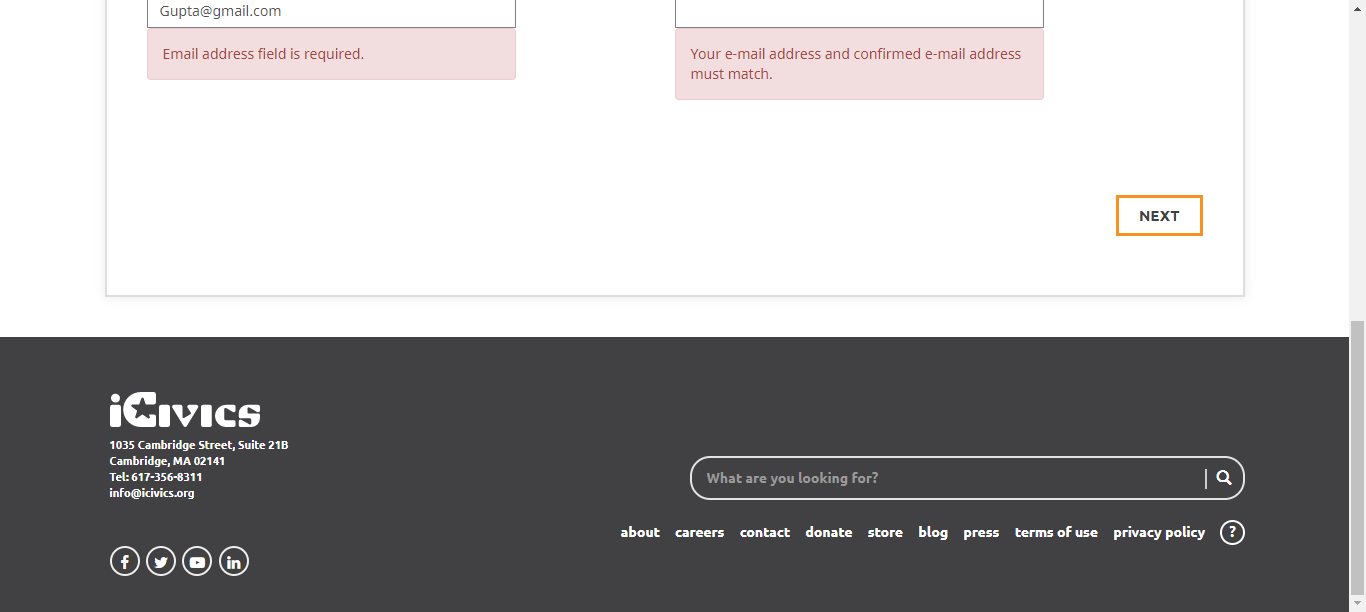 Gupta@gmail.com
Email address field is required.
Your e-mail address and confirmed e-mail address
must match.
NEXT
iCivics
1035 Cambridge Street, Suite 21B
Cambridge, MA 02141
Tel: 617-356-8311
info@icivics.org
What are you looking for?
about careers contact donate store blog press terms of use privacy policy ?